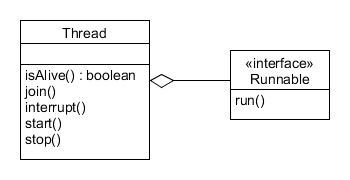 Thread
isAlive() : boolean
join()
interrupt()
start()
stop()
«interface»
Runnable
run()